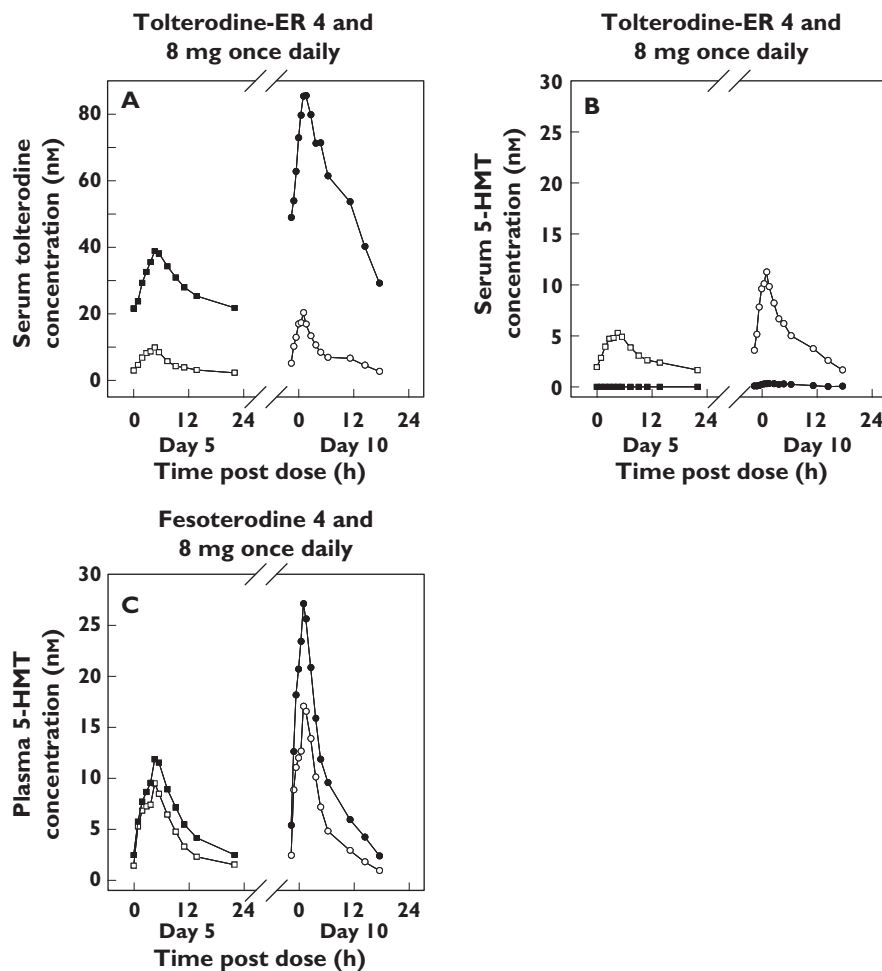 Tolterodine-ER 4 and
8 mg once daily
A
80
60
40
20
0
Serum tolterodine
concentration (nM)
0 12 24 0 12 24
Day 5 Day 10
Time post dose (h)
Tolterodine-ER 4 and
8 mg once daily
B
30
25
20
15
10
5
0
Serum 5-HMT
concentration (nM)
0 12 24 0 12 24
Day 5 Day 10
Time post dose (h)
Fesoterodine 4 and
8 mg once daily
C
30
25
20
15
10
5
0
Plasma 5-HMT
concentration (nM)
0 12 24 0 12 24
Day 5 Day 10
Time post dose (h)